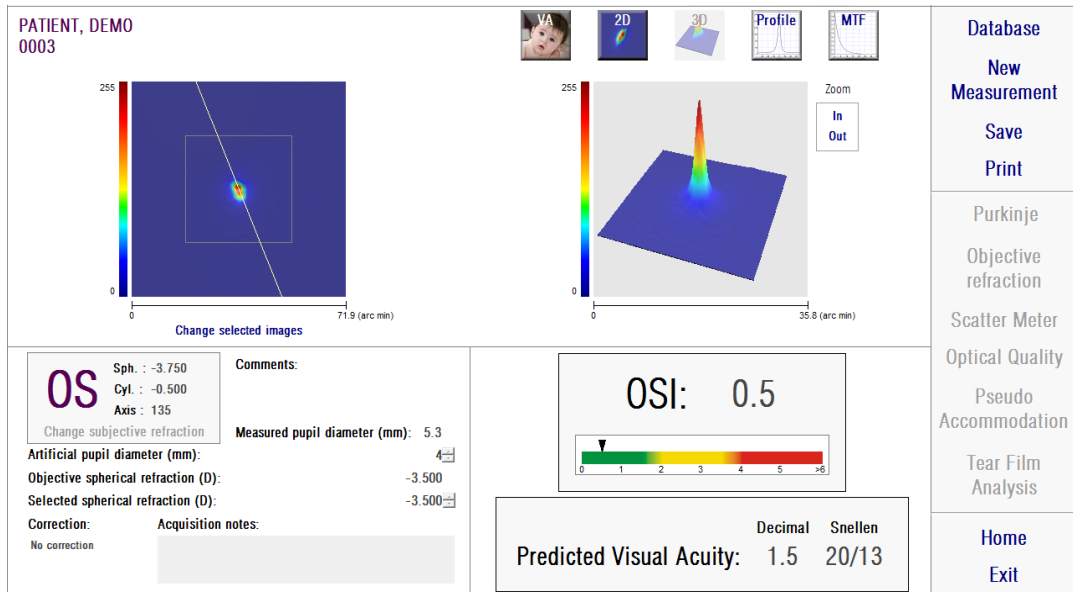 PATIENT, DEMO
0003
VA
2D
3D
Profile
MTF
255
0
0
71.9 (arc min)
Change selected images
255
0
0
35.8 (arc min)
Zoom
In
Out
OS
Sph. : -3.750
Cyl. : -0.500
Axis : 135
Change subjective refraction
Comments:
Measured pupil diameter (mm): 5.3
Artificial pupil diameter (mm): 4
Objective spherical refraction (D): -3.500
Selected spherical refraction (D): -3.500
Correction:
No correction
Acquisition notes:
OSI: 0.5
0 1 2 3 4 5 >6
Decimal Snellen
Predicted Visual Acuity: 1.5 20/13
Database
New
Measurement
Save
Print
Purkinje
Objective
refraction
Scatter Meter
Optical Quality
Pseudo
Accommodation
Tear Film
Analysis
Home
Exit